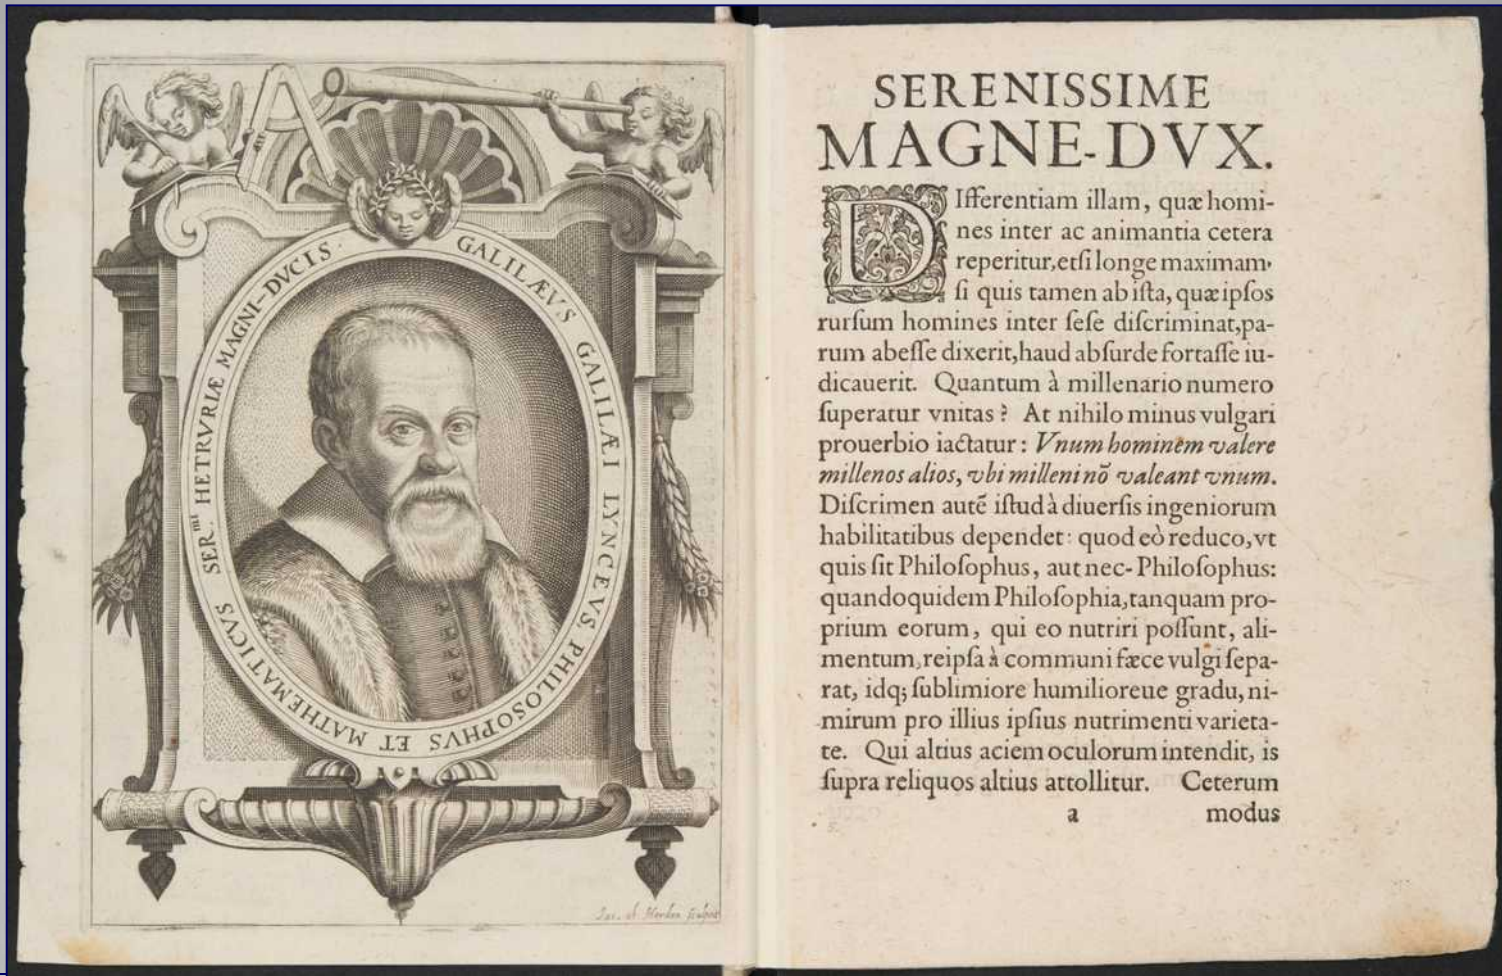 GALILÆVS GALILÆI LYNCEVS PHILOSOPHVS ET MATHEMATICVS SER.mi HETRVRIÆ MAGNI-DVCIS.
Iac. ab Heyden sculpsit
SERENISSIME
MAGNE-DVX.
DIfferentiam illam, quæ homi-
nes inter ac animantia cetera
reperitur, etſi longe maximam,
ſi quis tamen ab iſta, quæ ipſos
rurſum homines inter ſeſe diſcriminat, pa-
rum abeſſe dixerit, haud abſurde fortaſſe iu-
dicauerit. Quantum à millenario numero
ſuperatur vnitas? At nihilo minus vulgari
prouerbio iactatur: Vnum hominem valere
millenos alios, vbi milleni nõ valeant vnum.
Diſcrimen autẽ iſtud à diuerſis ingeniorum
habilitatibus dependet: quod eò reduco, vt
quis ſit Philoſophus, aut nec-Philoſophus:
quandoquidem Philoſophia, tanquam pro-
prium eorum, qui eo nutriri poſſunt, ali-
mentum, reipſa à communi fæce vulgi ſepa-
rat, idq; ſublimiore humilioreue gradu, ni-
mirum pro illius ipſius nutrimenti varieta-
te. Qui altius aciem oculorum intendit, is
ſupra reliquos altius attollitur. Ceterum
a modus